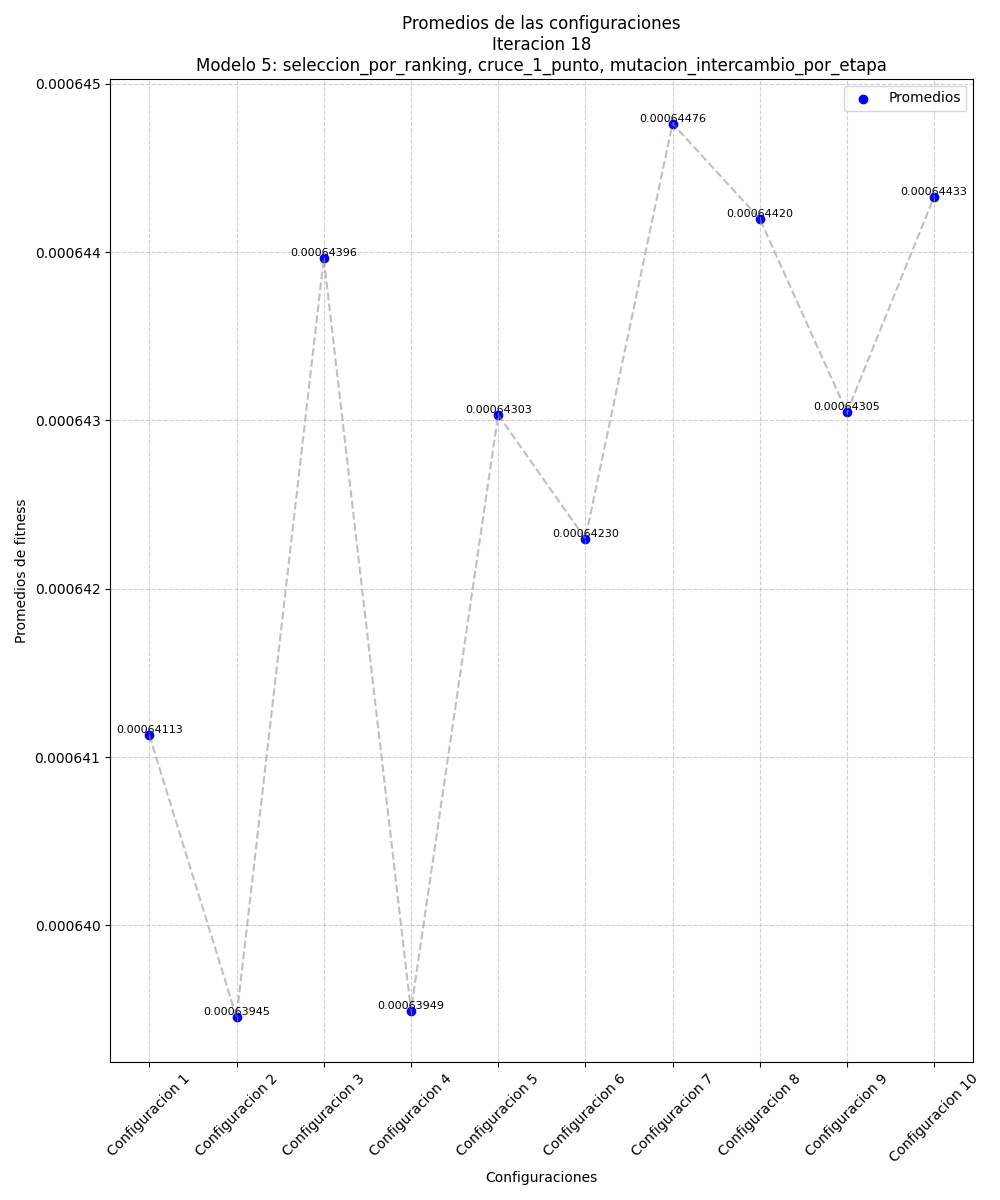 Promedios de las configuraciones
Iteracion 18
Modelo 5: seleccion_por_ranking, cruce_1_punto, mutacion_intercambio_por_etapa
Promedios
0.000645
0.000644
0.000643
0.000642
0.000641
0.000640
Promedios de fitness
0.00064113
0.00063945
0.00064396
0.00063949
0.00064303
0.00064230
0.00064476
0.00064420
0.00064305
0.00064433
Configuracion 1
Configuracion 2
Configuracion 3
Configuracion 4
Configuracion 5
Configuracion 6
Configuracion 7
Configuracion 8
Configuracion 9
Configuracion 10
Configuraciones